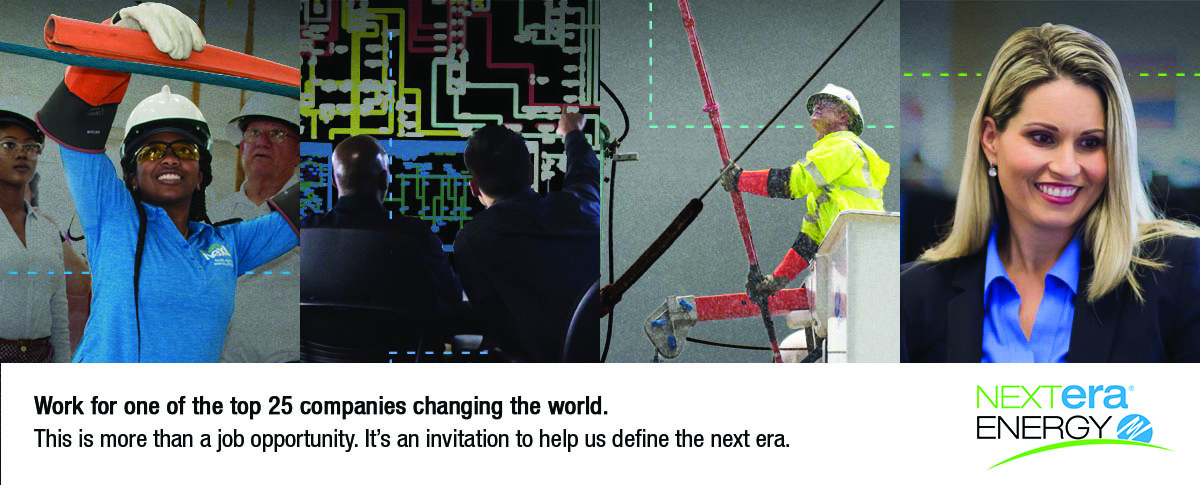 Work for one of the top 25 companies changing the world.
This is more than a job opportunity. It’s an invitation to help us define the next era.
NEXTera®
ENERGY